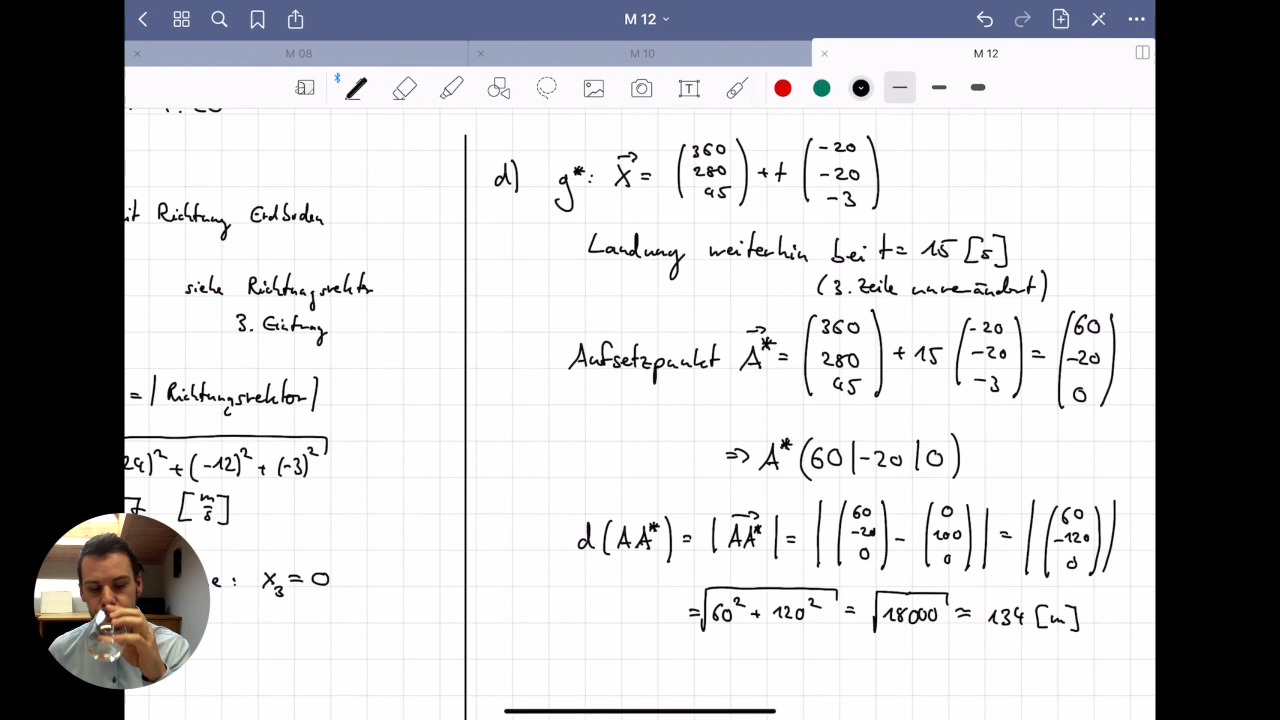 M 12
M 08
M 10
M 12
it Richtung Erdboden
siehe Richtungsvektor
3. Eintrag
= |Richtungsvektor|
24)² + (-12)² + (-3)²
[m/s]
e: x₃ = 0
d) g*: X⃗ = (360 280 45) + t (-20 -20 -3)
Landung weiterhin bei t = 15 [s]
(3. Zeile unverändert)
Aufsetzpunkt A⃗* = (360 280 45) + 15 (-20 -20 -3) = (60 -20 0)
⇒ A* (60 | -20 | 0)
d(AA*) = |AA⃗*| = |(60 -20 0) - (0 100 0)| = |(60 -120 0)|
= √(60² + 120²) = √18000 ≈ 134 [m]